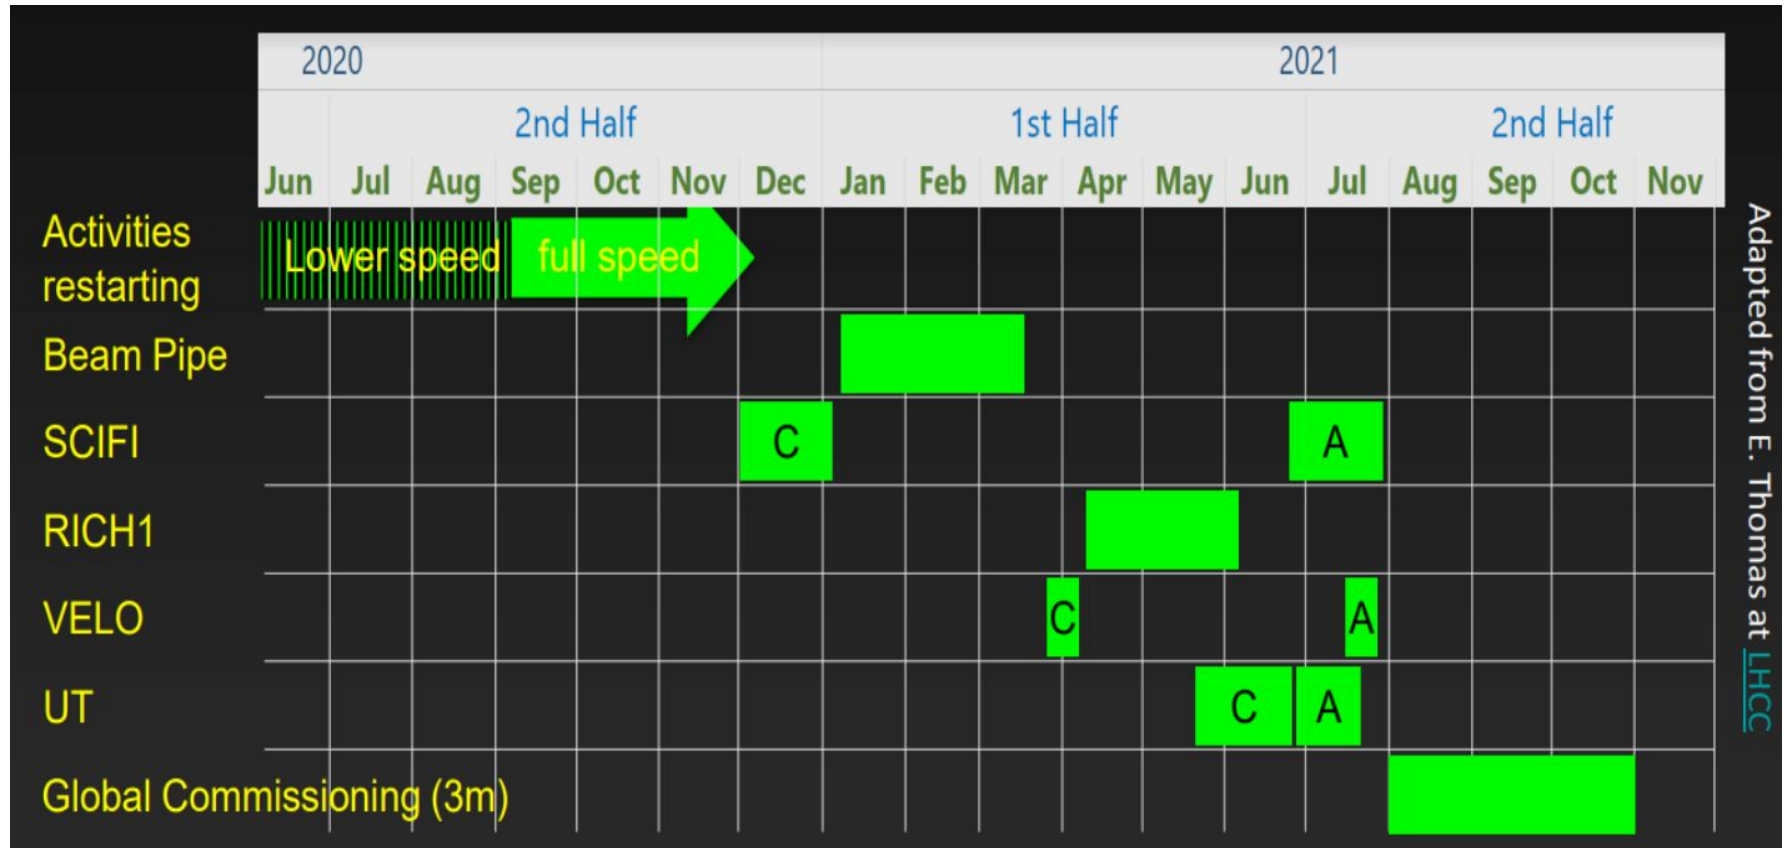 2020 2021
2nd Half 1st Half 2nd Half
Jun Jul Aug Sep Oct Nov Dec Jan Feb Mar Apr May Jun Jul Aug Sep Oct Nov
Activities
restarting
Lower speed full speed
Beam Pipe
SCIFI C A
RICH1
VELO C A
UT C A
Global Commissioning (3m)
Adapted from E. Thomas at LHCC